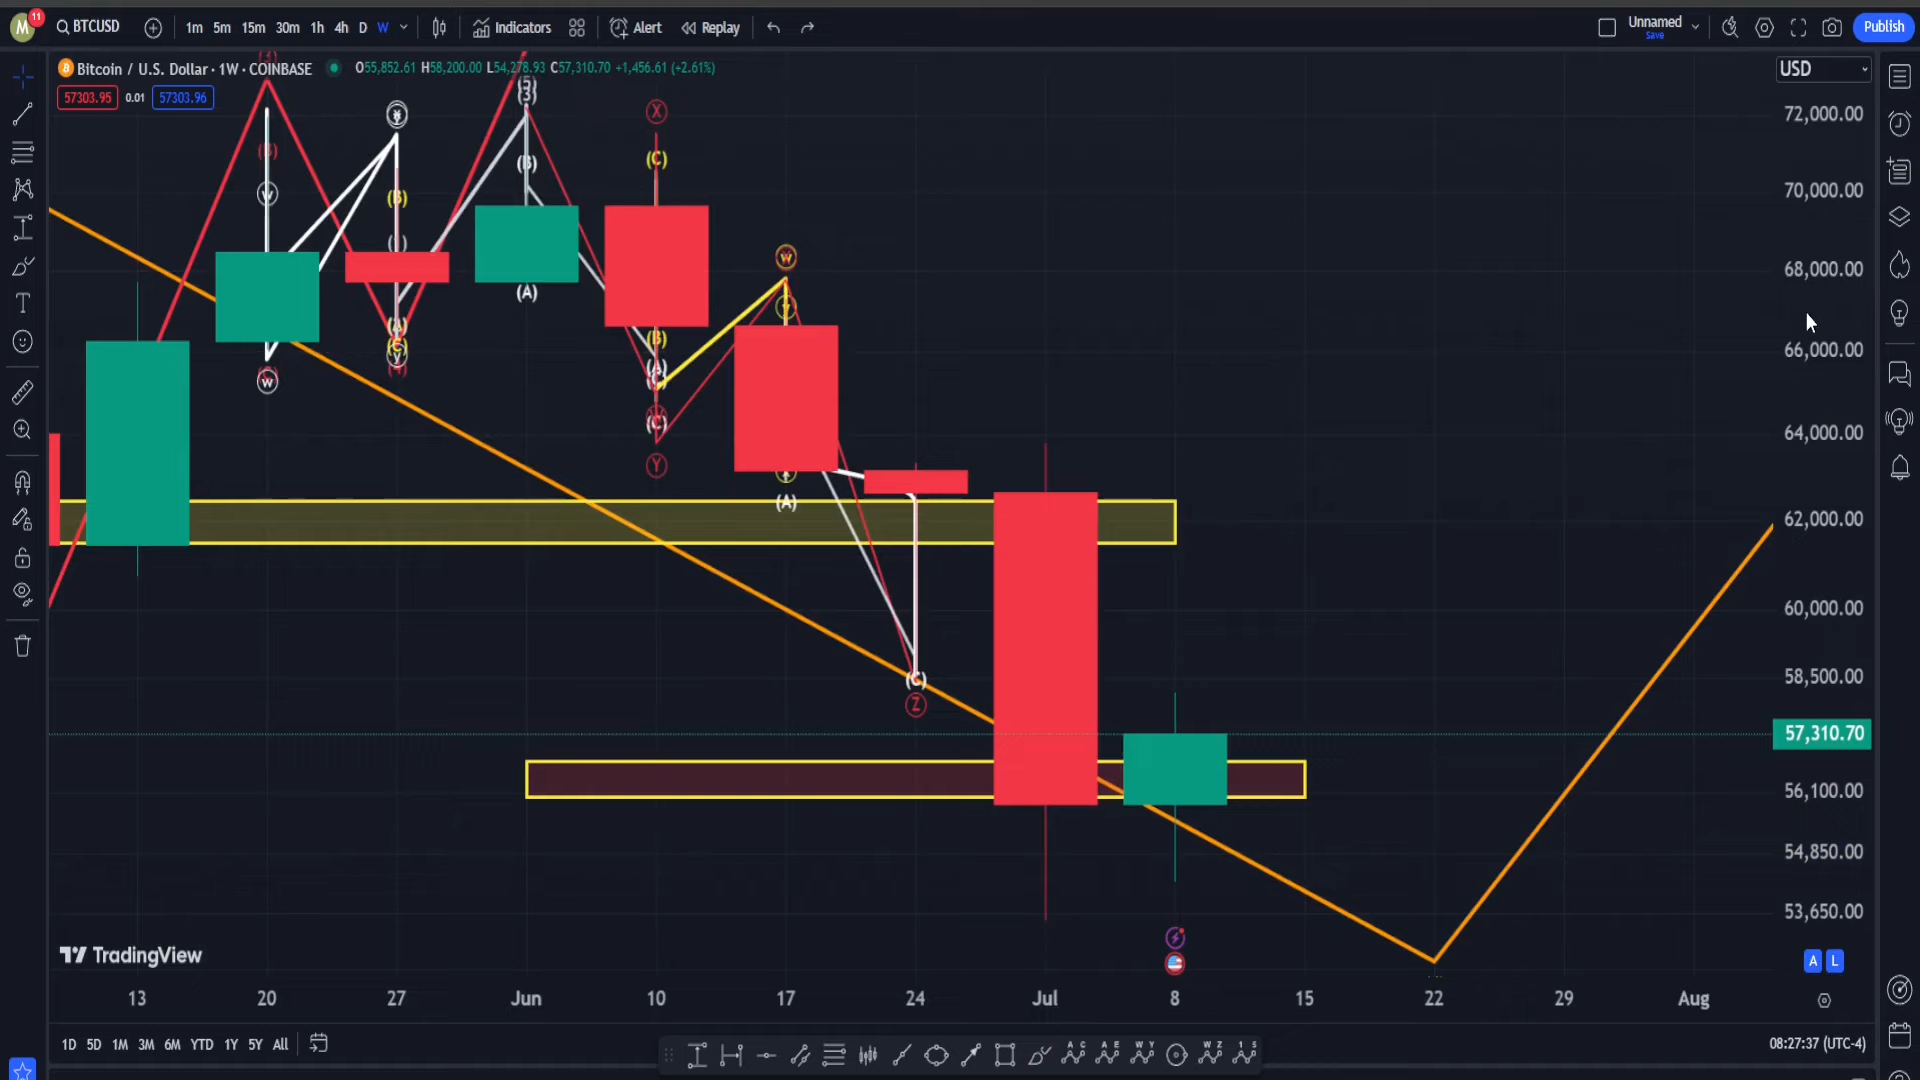 M 11 BTCUSD 1m 5m 15m 30m 1h 4h D W Indicators Alert Replay Unnamed Save Publish
Bitcoin / U.S. Dollar · 1W · COINBASE O55,852.61 H58,200.00 L54,278.93 C57,310.70 +1,456.61 (+2.61%) USD
57303.95 0.01 57303.96
72,000.00
70,000.00
68,000.00
66,000.00
64,000.00
62,000.00
60,000.00
58,500.00
57,310.70
56,100.00
54,850.00
53,650.00
X
(C)
(B)
(B)
w
w
(A)
w
(B)
(A)
(C)
(C)
y
w
Y
(A)
(C)
Z
TradingView
A L
13 20 27 Jun 10 17 24 Jul 8 15 22 29 Aug
1D 5D 1M 3M 6M YTD 1Y 5Y All
08:27:37 (UTC-4)